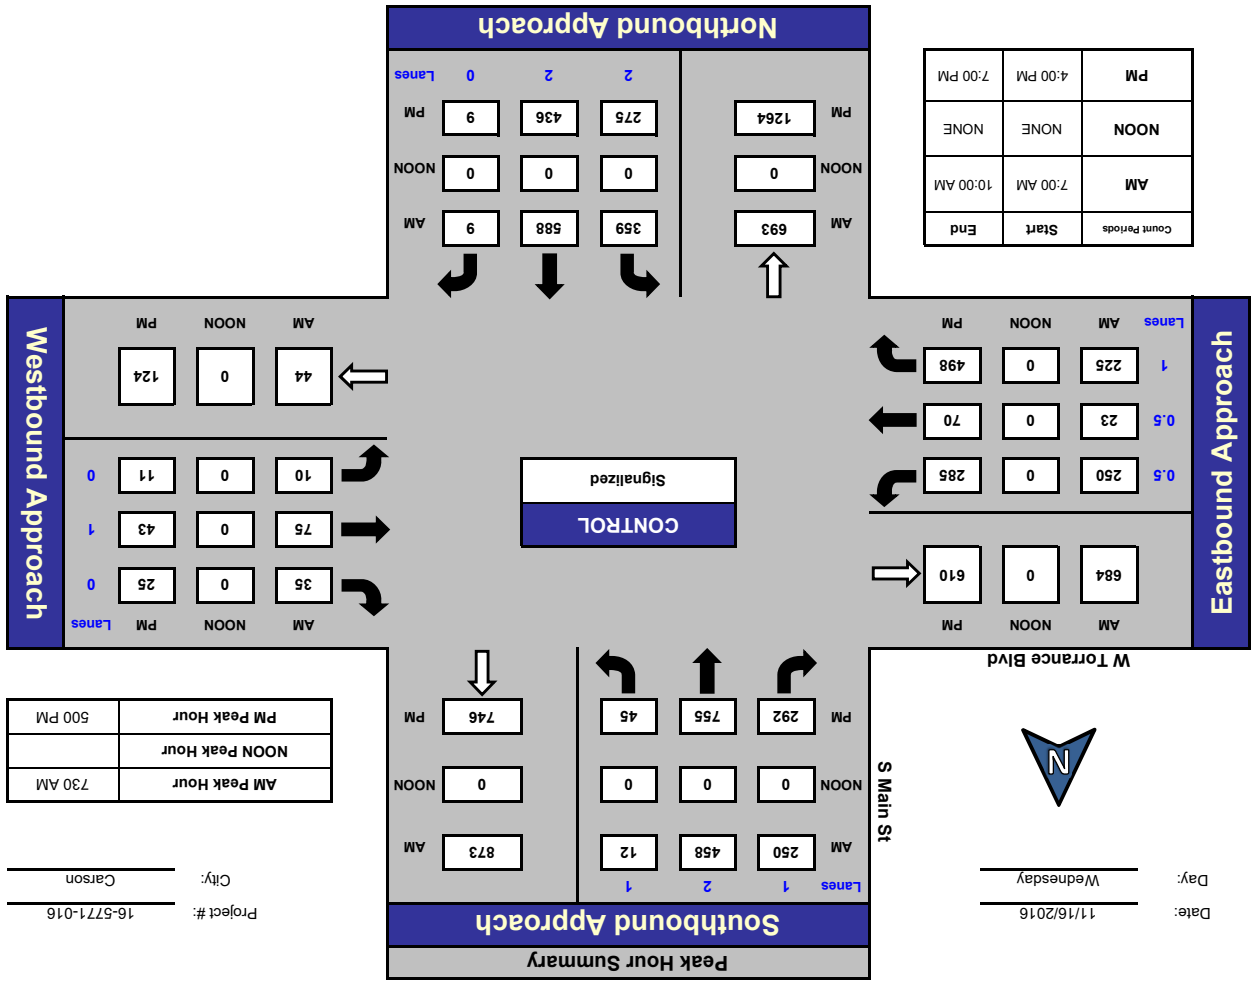 Peak Hour Summary
Southbound Approach
Date: 11/16/2016
Day: Wednesday
Project #: 16-5771-016
City: Carson
Lanes 1 2 1
AM 250 458 12 873 AM
NOON 0 0 0 0 NOON
PM 292 755 45 746 PM
S Main St
N
AM Peak Hour 730 AM
NOON Peak Hour
PM Peak Hour 500 PM
W Torrance Blvd
Eastbound Approach
AM NOON PM
684 0 610
0.5 250 0 285
0.5 23 0 70
1 225 0 498
Lanes AM NOON PM
CONTROL
Signalized
AM NOON PM Lanes
35 0 25 0
75 0 43 1
10 0 11 0
44 0 124
AM NOON PM
Westbound Approach
Count Periods Start End
AM 7:00 AM 10:00 AM
NOON NONE NONE
PM 4:00 PM 7:00 PM
AM 693 359 588 9 AM
NOON 0 0 0 0 NOON
PM 1264 275 436 9 PM
2 2 0 Lanes
Northbound Approach